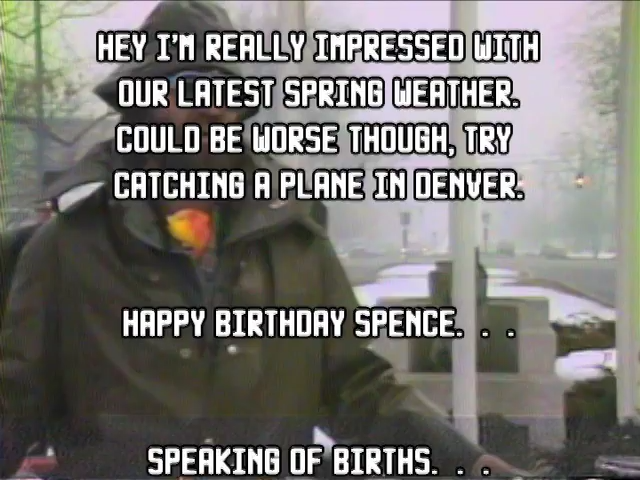 HEY I'M REALLY IMPRESSED WITH
OUR LATEST SPRING WEATHER.
COULD BE WORSE THOUGH, TRY
CATCHING A PLANE IN DENVER.
HAPPY BIRTHDAY SPENCE. . .
SPEAKING OF BIRTHS. . .